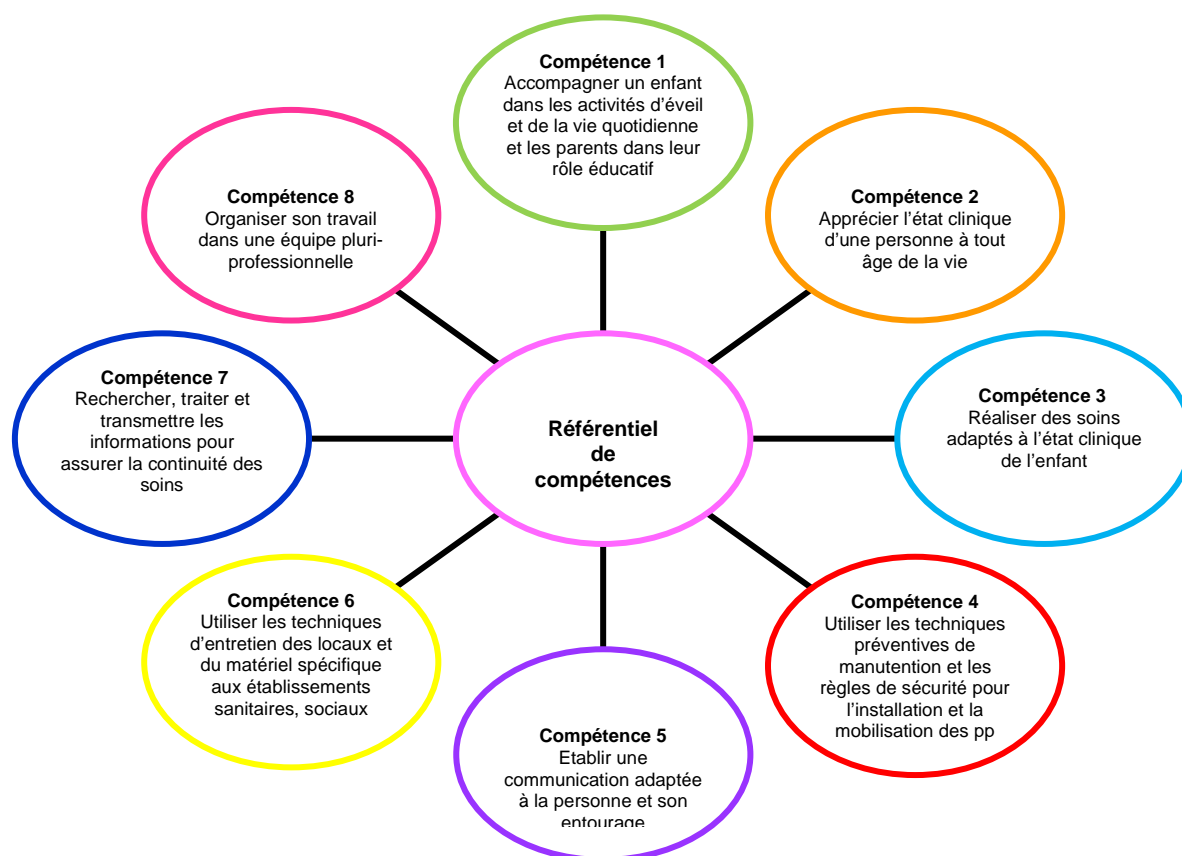 Compétence 1
Accompagner un enfant
dans les activités d’éveil
et de la vie quotidienne
et les parents dans leur
rôle éducatif
Compétence 2
Apprécier l’état clinique
d’une personne à tout
âge de la vie
Compétence 3
Réaliser des soins
adaptés à l’état clinique
de l’enfant
Compétence 4
Utiliser les techniques
préventives de
manutention et les
règles de sécurité pour
l’installation et la
mobilisation des pp
Compétence 5
Etablir une
communication adaptée
à la personne et son
entourage
Compétence 6
Utiliser les techniques
d’entretien des locaux et
du matériel spécifique
aux établissements
sanitaires, sociaux
Compétence 7
Rechercher, traiter et
transmettre les
informations pour
assurer la continuité des
soins
Compétence 8
Organiser son travail
dans une équipe pluri-
professionnelle
Référentiel
de
compétences